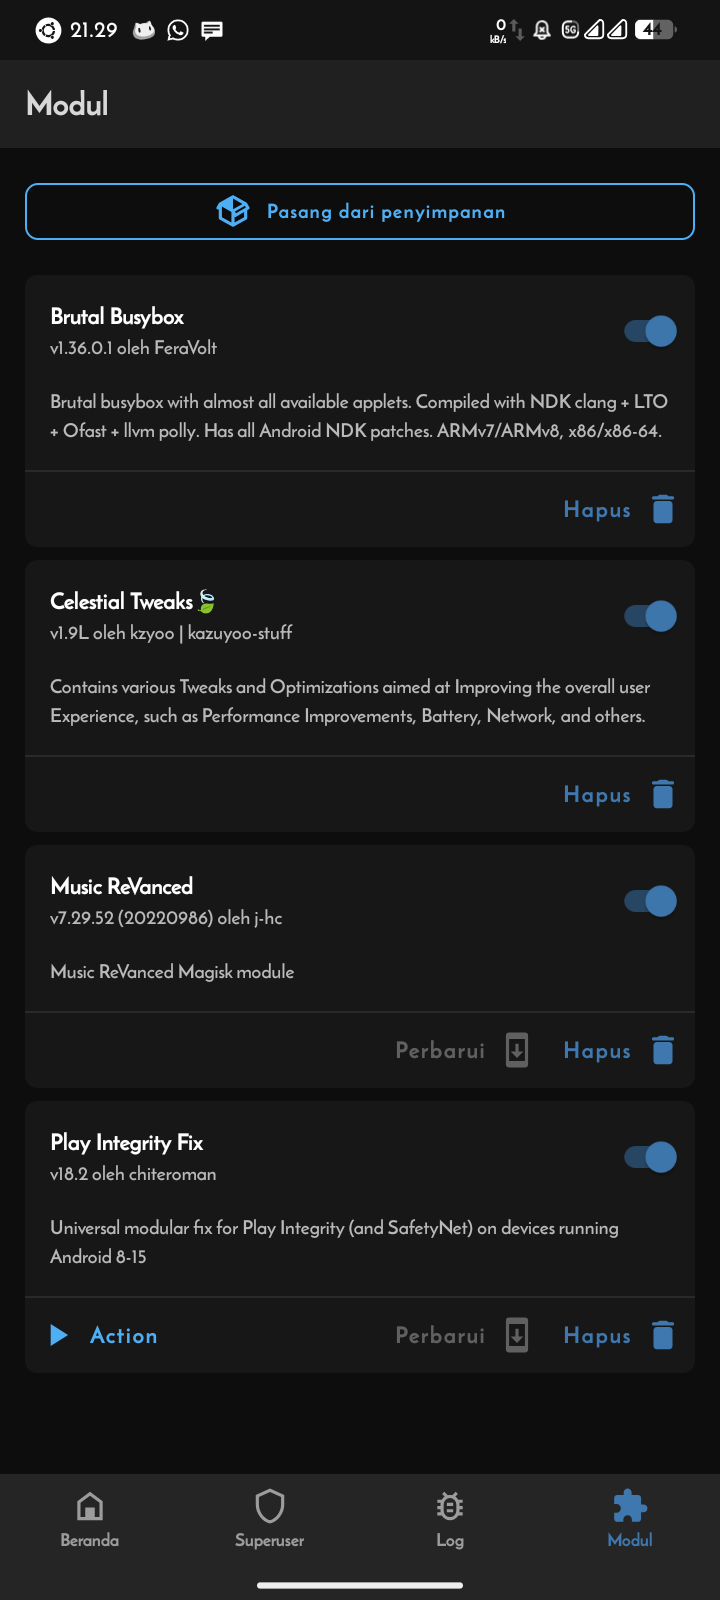 21.29
0
kB/s
5G
44
Modul
Pasang dari penyimpanan
Brutal Busybox
v1.36.0.1 oleh FeraVolt
Brutal busybox with almost all available applets. Compiled with NDK clang + LTO
+ Ofast + llvm polly. Has all Android NDK patches. ARMv7/ARMv8, x86/x86-64.
Hapus
Celestial Tweaks🍃
v1.9L oleh kzyoo | kazuyoo-stuff
Contains various Tweaks and Optimizations aimed at Improving the overall user
Experience, such as Performance Improvements, Battery, Network, and others.
Hapus
Music ReVanced
v7.29.52 (20220986) oleh j-hc
Music ReVanced Magisk module
Perbarui Hapus
Play Integrity Fix
v18.2 oleh chiteroman
Universal modular fix for Play Integrity (and SafetyNet) on devices running
Android 8-15
Action Perbarui Hapus
Beranda Superuser Log Modul